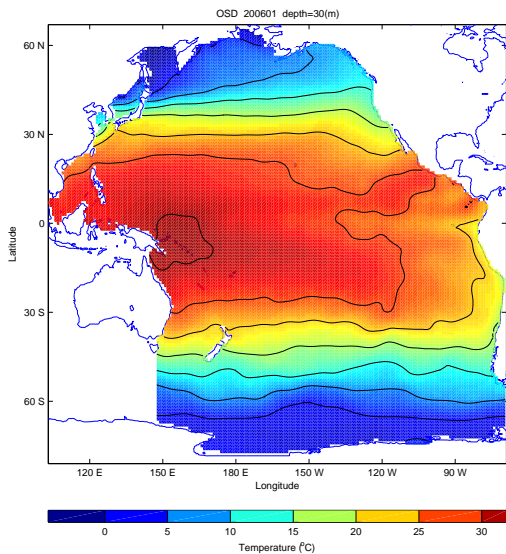 OSD 200601 depth=30(m)
60 N
30 N
0
30 S
60 S
Latitude
120 E 150 E 180 E 150 W 120 W 90 W
Longitude
0 5 10 15 20 25 30
Temperature (°C)